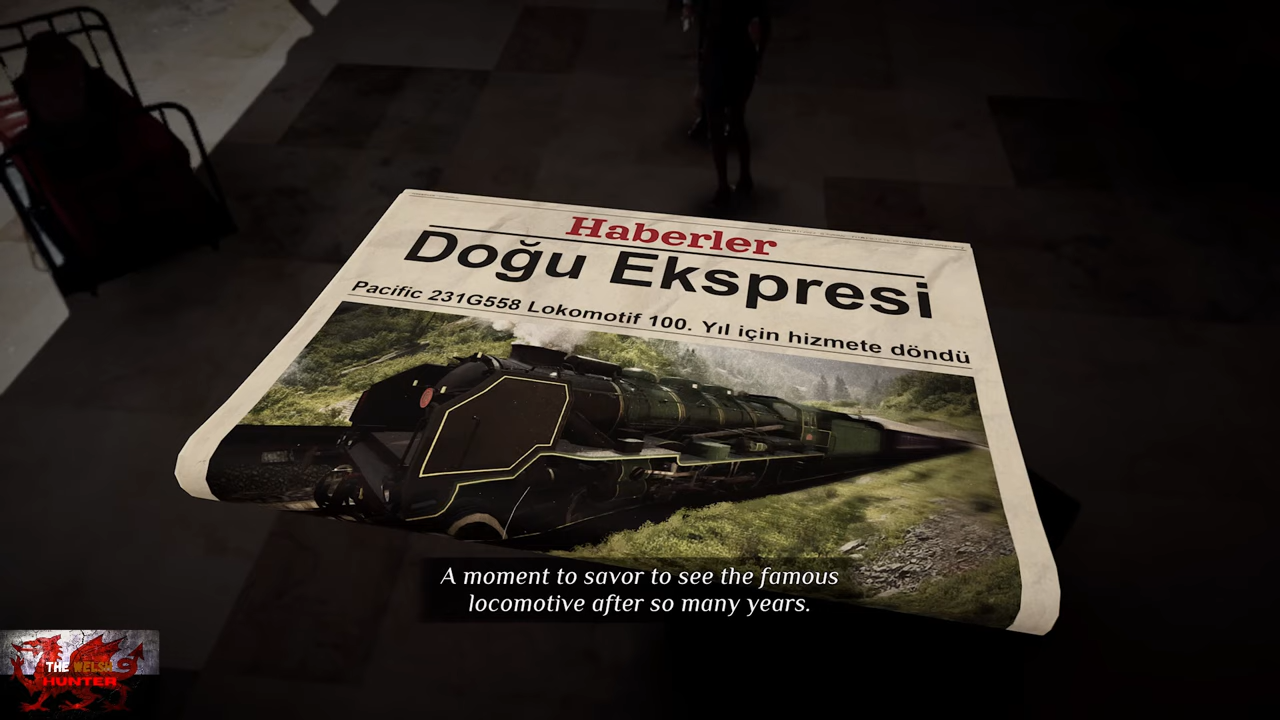 Haberler
Doğu Ekspresi
Pacific 231G558 Lokomotif 100. Yıl için hizmete döndü
A moment to savor to see the famous
locomotive after so many years.
THE WELSH
HUNTER